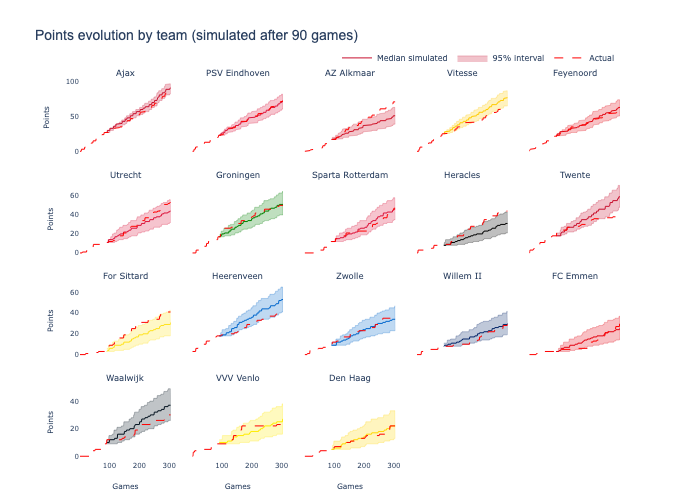 Points evolution by team (simulated after 90 games)
Median simulated 95% interval Actual
Ajax PSV Eindhoven AZ Alkmaar Vitesse Feyenoord
100
50
0
Points
Utrecht Groningen Sparta Rotterdam Heracles Twente
60
40
20
0
Points
For Sittard Heerenveen Zwolle Willem II FC Emmen
60
40
20
0
Points
Waalwijk VVV Venlo Den Haag
40
20
0
Points
100 200 300 100 200 300 100 200 300
Games Games